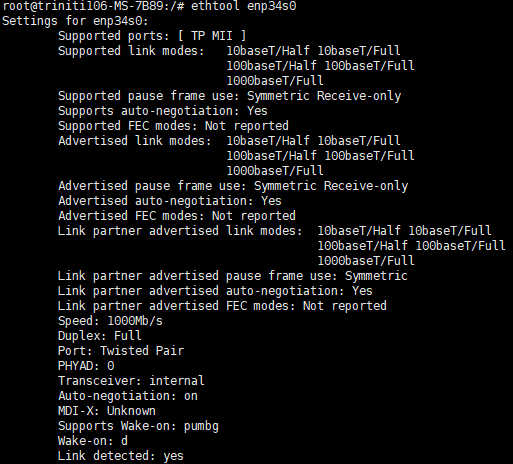 root@triniti106-MS-7B89:/# ethtool enp34s0
Settings for enp34s0:
Supported ports: [ TP MII ]
Supported link modes: 10baseT/Half 10baseT/Full
100baseT/Half 100baseT/Full
1000baseT/Full
Supported pause frame use: Symmetric Receive-only
Supports auto-negotiation: Yes
Supported FEC modes: Not reported
Advertised link modes: 10baseT/Half 10baseT/Full
100baseT/Half 100baseT/Full
1000baseT/Full
Advertised pause frame use: Symmetric Receive-only
Advertised auto-negotiation: Yes
Advertised FEC modes: Not reported
Link partner advertised link modes: 10baseT/Half 10baseT/Full
100baseT/Half 100baseT/Full
1000baseT/Full
Link partner advertised pause frame use: Symmetric
Link partner advertised auto-negotiation: Yes
Link partner advertised FEC modes: Not reported
Speed: 1000Mb/s
Duplex: Full
Port: Twisted Pair
PHYAD: 0
Transceiver: internal
Auto-negotiation: on
MDI-X: Unknown
Supports Wake-on: pumbg
Wake-on: d
Link detected: yes